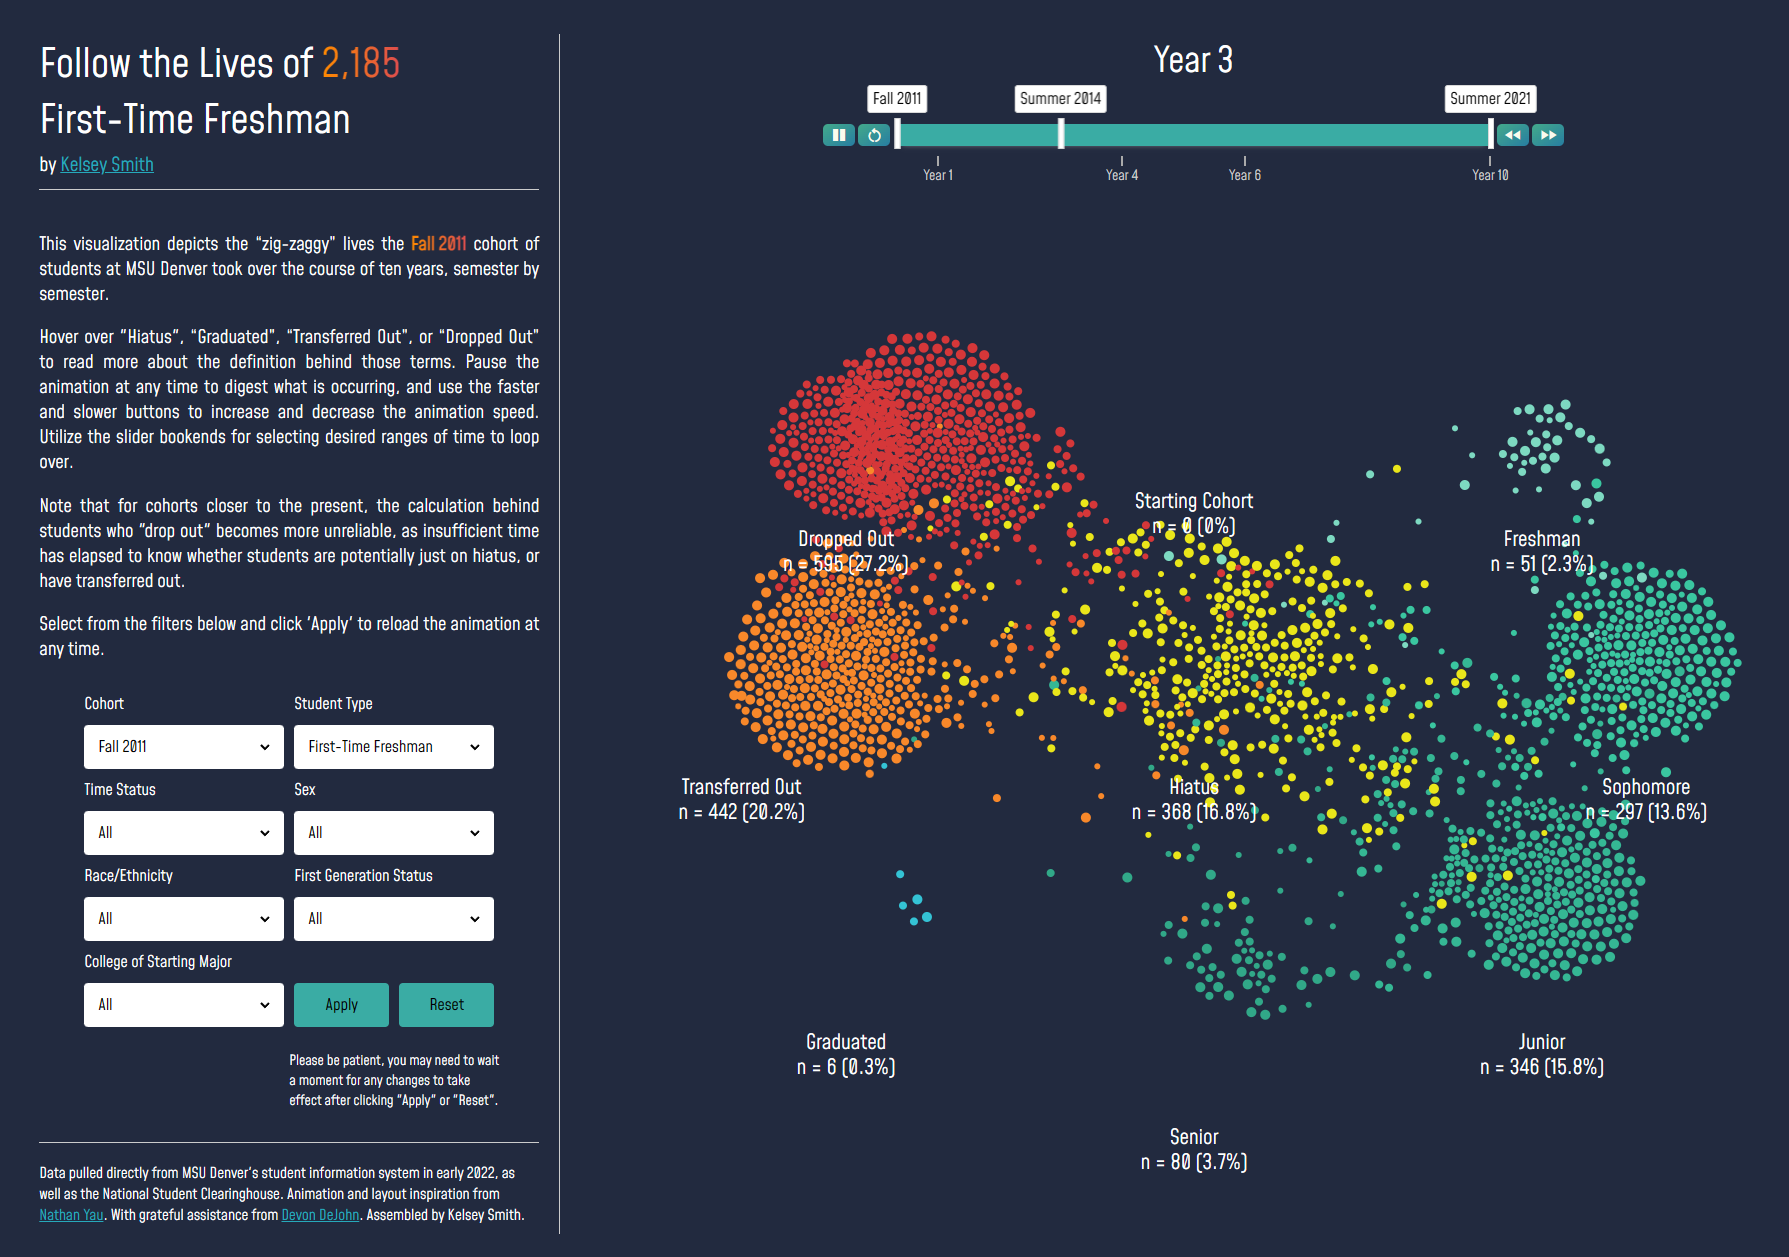 Follow the Lives of 2,185
First-Time Freshman
by Kelsey Smith
This visualization depicts the "zig-zaggy" lives the Fall 2011 cohort of
students at MSU Denver took over the course of ten years, semester by
semester.
Hover over "Hiatus", "Graduated", "Transferred Out", or "Dropped Out"
to read more about the definition behind those terms. Pause the
animation at any time to digest what is occurring, and use the faster
and slower buttons to increase and decrease the animation speed.
Utilize the slider bookends for selecting desired ranges of time to loop
over.
Note that for cohorts closer to the present, the calculation behind
students who "drop out" becomes more unreliable, as insufficient time
has elapsed to know whether students are potentially just on hiatus, or
have transferred out.
Select from the filters below and click 'Apply' to reload the animation at
any time.
Cohort
Student Type
Fall 2011
First-Time Freshman
Time Status
Sex
All
All
Race/Ethnicity
First Generation Status
All
All
College of Starting Major
All
Apply
Reset
Please be patient, you may need to wait
a moment for any changes to take
effect after clicking "Apply" or "Reset".
Data pulled directly from MSU Denver's student information system in early 2022, as
well as the National Student Clearinghouse. Animation and layout inspiration from
Nathan Yau. With grateful assistance from Devon DeJohn. Assembled by Kelsey Smith.
Year 3
Fall 2011
Summer 2014
Summer 2021
Year 1
Year 4
Year 6
Year 10
Starting Cohort
n = 0 (0%)
Dropped Out
n = 595 (27.2%)
Freshman
n = 51 (2.3%)
Transferred Out
n = 442 (20.2%)
Hiatus
n = 368 (16.8%)
Sophomore
n = 297 (13.6%)
Graduated
n = 6 (0.3%)
Junior
n = 346 (15.8%)
Senior
n = 80 (3.7%)